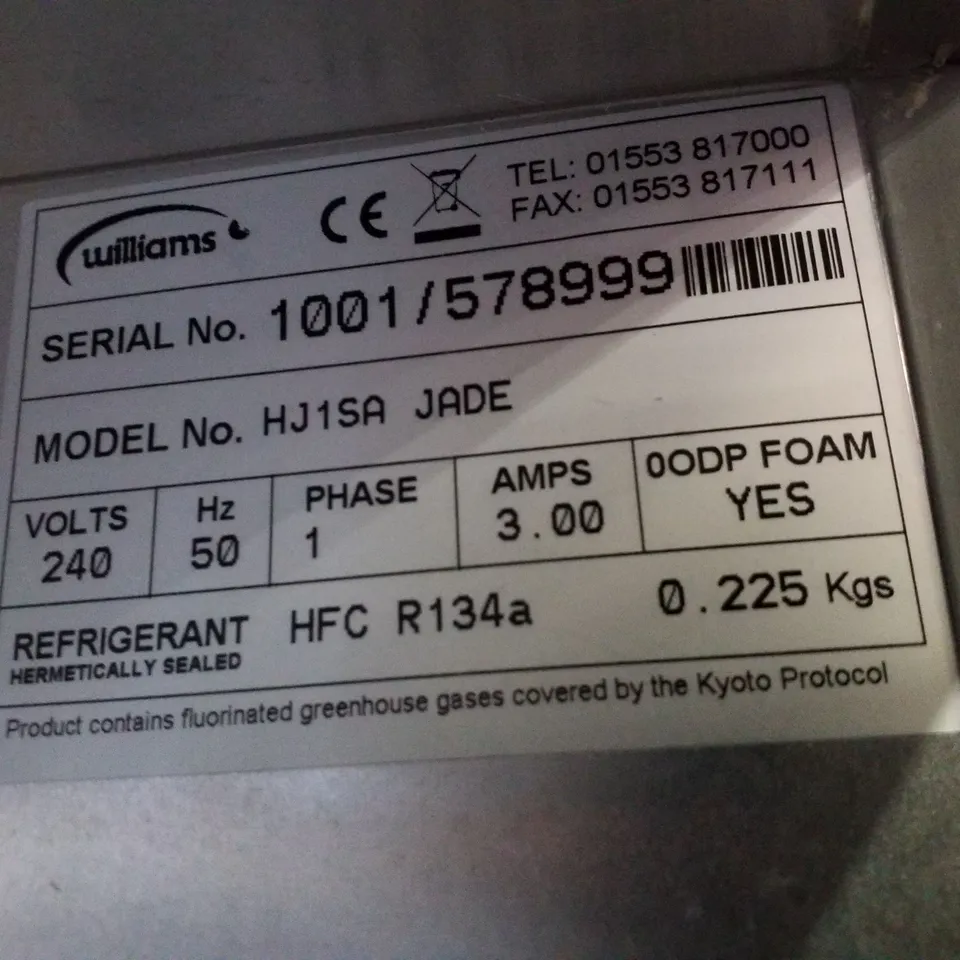 williams CE TEL: 01553 817000
FAX: 01553 817111
SERIAL No. 1001/578999
MODEL No. HJ1SA JADE
VOLTS Hz PHASE AMPS 0ODP FOAM
240 50 1 3.00 YES
REFRIGERANT HFC R134a 0.225 Kgs
HERMETICALLY SEALED
Product contains fluorinated greenhouse gases covered by the Kyoto Protocol